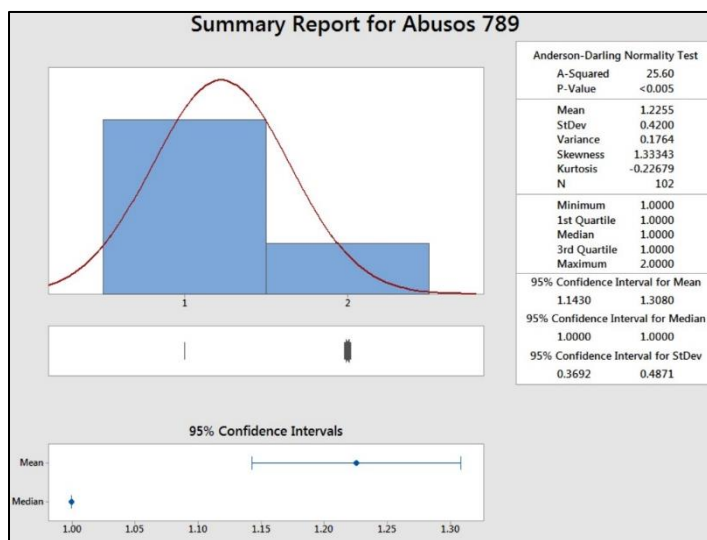 Summary Report for Abusos 789
Anderson-Darling Normality Test
A-Squared 25.60
P-Value <0.005
Mean 1.2255
StDev 0.4200
Variance 0.1764
Skewness 1.33343
Kurtosis -0.22679
N 102
Minimum 1.0000
1st Quartile 1.0000
Median 1.0000
3rd Quartile 1.0000
Maximum 2.0000
95% Confidence Interval for Mean
1.1430 1.3080
95% Confidence Interval for Median
1.0000 1.0000
95% Confidence Interval for StDev
0.3692 0.4871
1 2
95% Confidence Intervals
Mean
Median
1.00 1.05 1.10 1.15 1.20 1.25 1.30